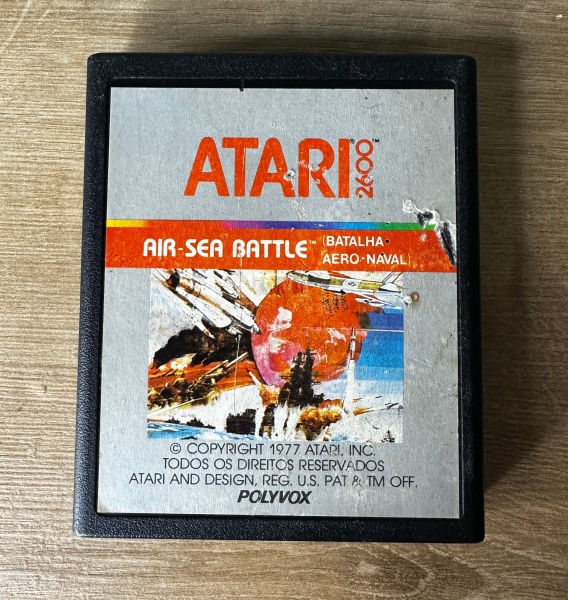 ATARI® 2600™
AIR-SEA BATTLE™ (BATALHA-
AERO-NAVAL)
© COPYRIGHT 1977 ATARI, INC.
TODOS OS DIREITOS RESERVADOS
ATARI AND DESIGN, REG. U.S. PAT & TM OFF.
POLYVOX